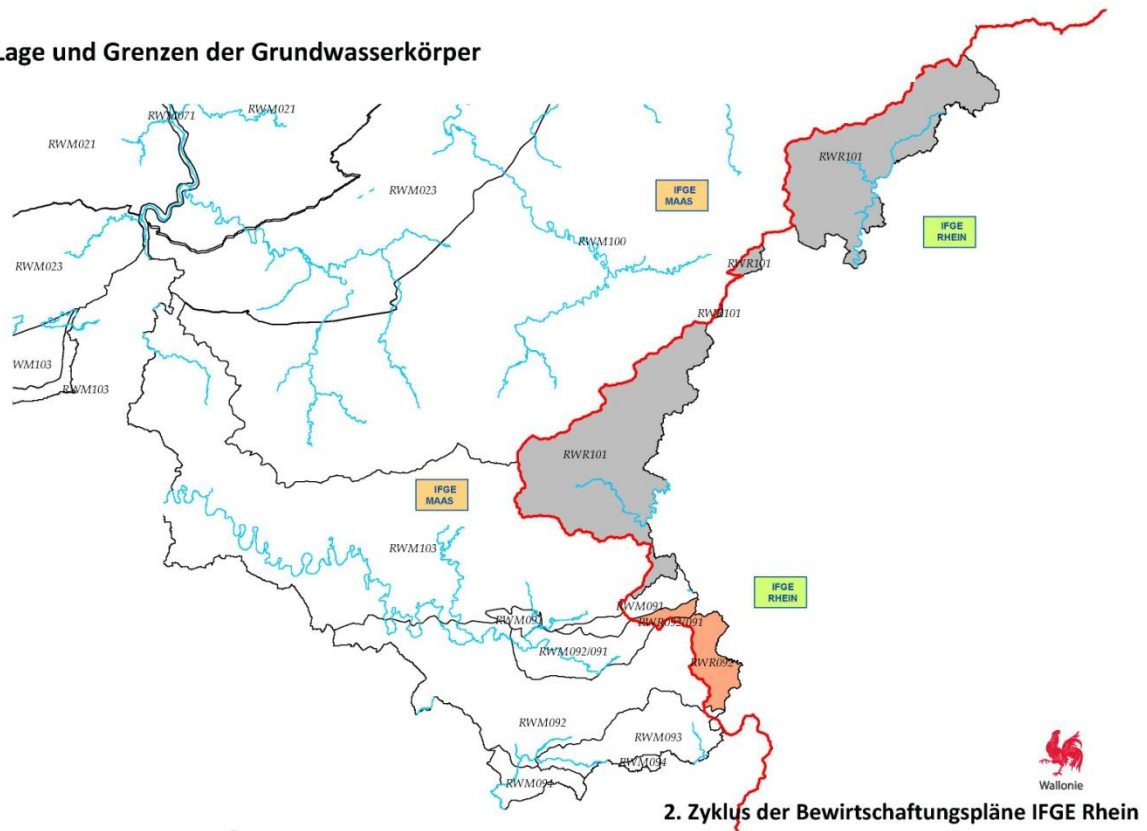 Lage und Grenzen der Grundwasserkörper
RWM071
RWM021
RWM021
RWM023
IFGE
MAAS
RWR101
IFGE
RHEIN
RWM023
RWM100
RWR101
RWR101
WM103
RWM103
RWR101
IFGE
MAAS
RWM103
IFGE
RHEIN
RWM091
RWM091
RWR092/091
RWM092/091
RWR092
RWM092
RWM093
RWM094
RWM094
Wallonie
2. Zyklus der Bewirtschaftungspläne IFGE Rhein